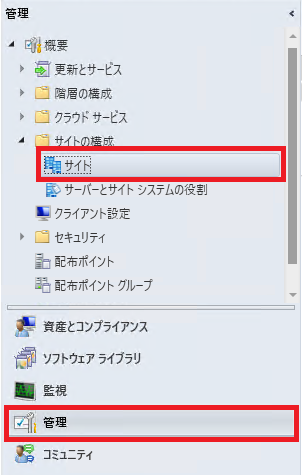 管理
概要
更新とサービス
階層の構成
クラウド サービス
サイトの構成
サイト
サーバーとサイト システムの役割
クライアント設定
セキュリティ
配布ポイント
配布ポイント グループ
資産とコンプライアンス
ソフトウェア ライブラリ
監視
管理
コミュニティ